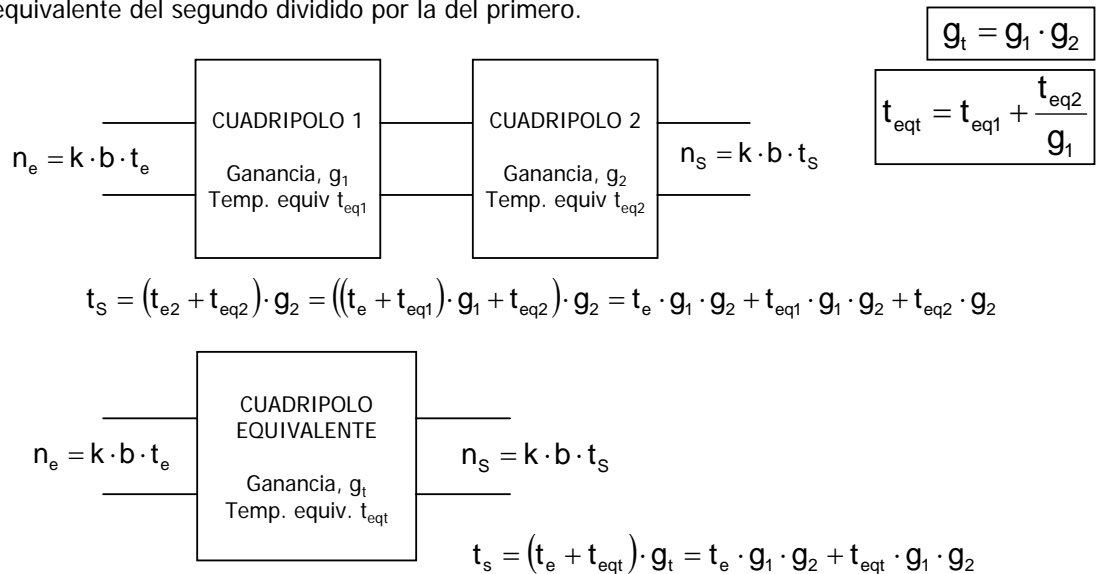 equivalente del segundo dividido por la del primero.
g_t = g_1 · g_2
t_eqt = t_eq1 + t_eq2 / g_1
n_e = k · b · t_e
CUADRIPOLO 1
Ganancia, g_1
Temp. equiv t_eq1
CUADRIPOLO 2
Ganancia, g_2
Temp. equiv t_eq2
n_S = k · b · t_S
t_S = (t_e2 + t_eq2) · g_2 = ((t_e + t_eq1) · g_1 + t_eq2) · g_2 = t_e · g_1 · g_2 + t_eq1 · g_1 · g_2 + t_eq2 · g_2
n_e = k · b · t_e
CUADRIPOLO
EQUIVALENTE
Ganancia, g_t
Temp. equiv. t_eqt
n_S = k · b · t_S
t_s = (t_e + t_eqt) · g_t = t_e · g_1 · g_2 + t_eqt · g_1 · g_2